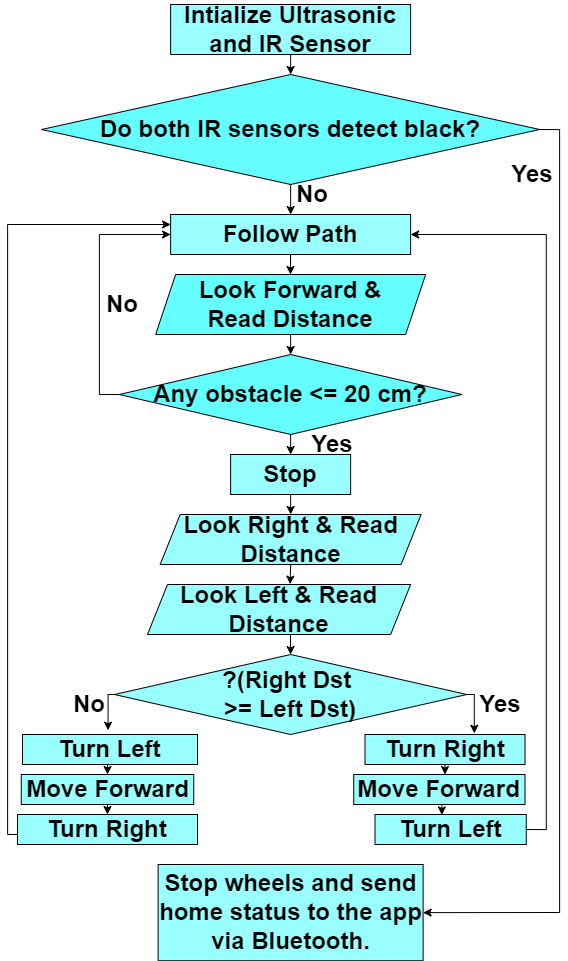 Intialize Ultrasonic
and IR Sensor
Do both IR sensors detect black?
Yes
No
Follow Path
Look Forward &
Read Distance
No
Any obstacle <= 20 cm?
Yes
Stop
Look Right & Read
Distance
Look Left & Read
Distance
?(Right Dst
>= Left Dst)
No
Yes
Turn Left
Turn Right
Move Forward
Move Forward
Turn Right
Turn Left
Stop wheels and send
home status to the app
via Bluetooth.